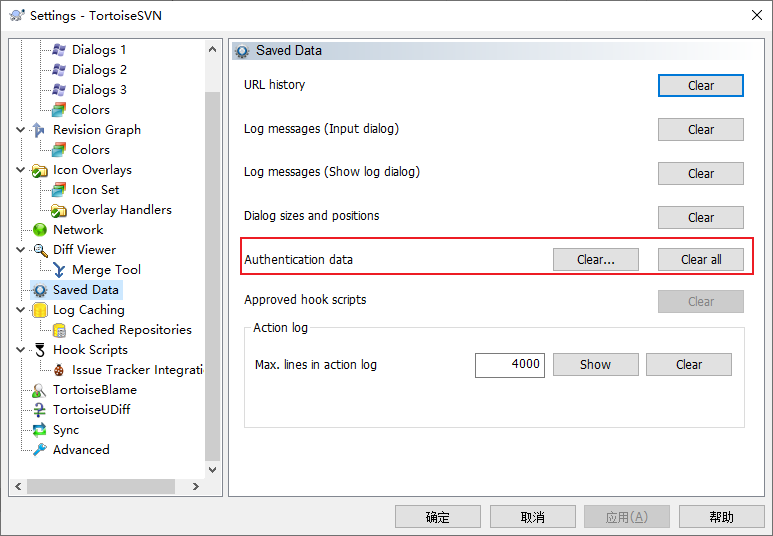 Settings - TortoiseSVN
Dialogs 1
Dialogs 2
Dialogs 3
Colors
Revision Graph
Colors
Icon Overlays
Icon Set
Overlay Handlers
Network
Diff Viewer
Merge Tool
Saved Data
Log Caching
Cached Repositories
Hook Scripts
Issue Tracker Integrati
TortoiseBlame
TortoiseUDiff
Sync
Advanced
Saved Data
URL history Clear
Log messages (Input dialog) Clear
Log messages (Show log dialog) Clear
Dialog sizes and positions Clear
Authentication data Clear... Clear all
Approved hook scripts Clear
Action log
Max. lines in action log 4000 Show Clear
确定 取消 应用(A) 帮助